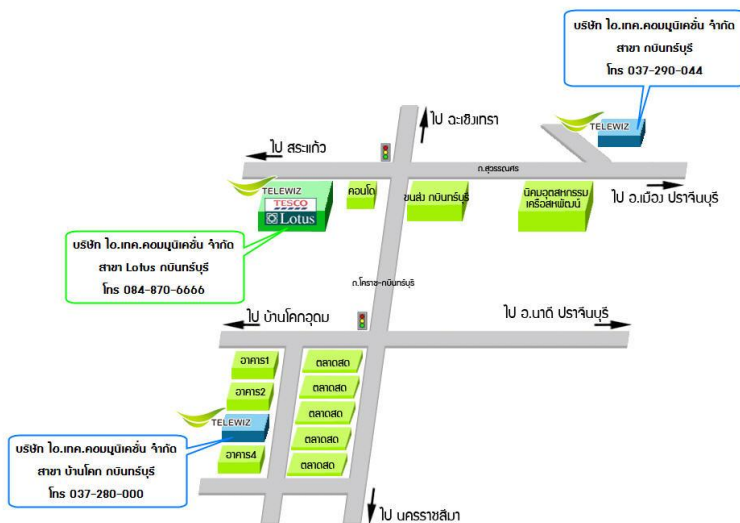 บริษัท ไอ.เทค.คอมมูนิเคชั่น จำกัด
สาขา กบินทร์บุรี
โทร 037-290-044
TELEWIZ
ไป ฉะเชิงเทรา
ไป สระแก้ว
ถ.สุวรรณศร
ไป อ.เมือง ปราจีนบุรี
TELEWIZ
TESCO
Lotus
คอนโด
ขนส่ง กบินทร์บุรี
นิคมอุตสหกรรม
เครือสหพัฒน์
บริษัท ไอ.เทค.คอมมูนิเคชั่น จำกัด
สาขา Lotus กบินทร์บุรี
โทร 084-870-6666
ถ.โคราช-กบินทร์บุรี
ไป บ้านโคกอุดม
ไป อ.นาดี ปราจีนบุรี
อาคาร1
อาคาร2
TELEWIZ
อาคาร4
ตลาดสด
ตลาดสด
ตลาดสด
ตลาดสด
ตลาดสด
บริษัท ไอ.เทค.คอมมูนิเคชั่น จำกัด
สาขา บ้านโคก กบินทร์บุรี
โทร 037-280-000
ไป นครราชสีมา